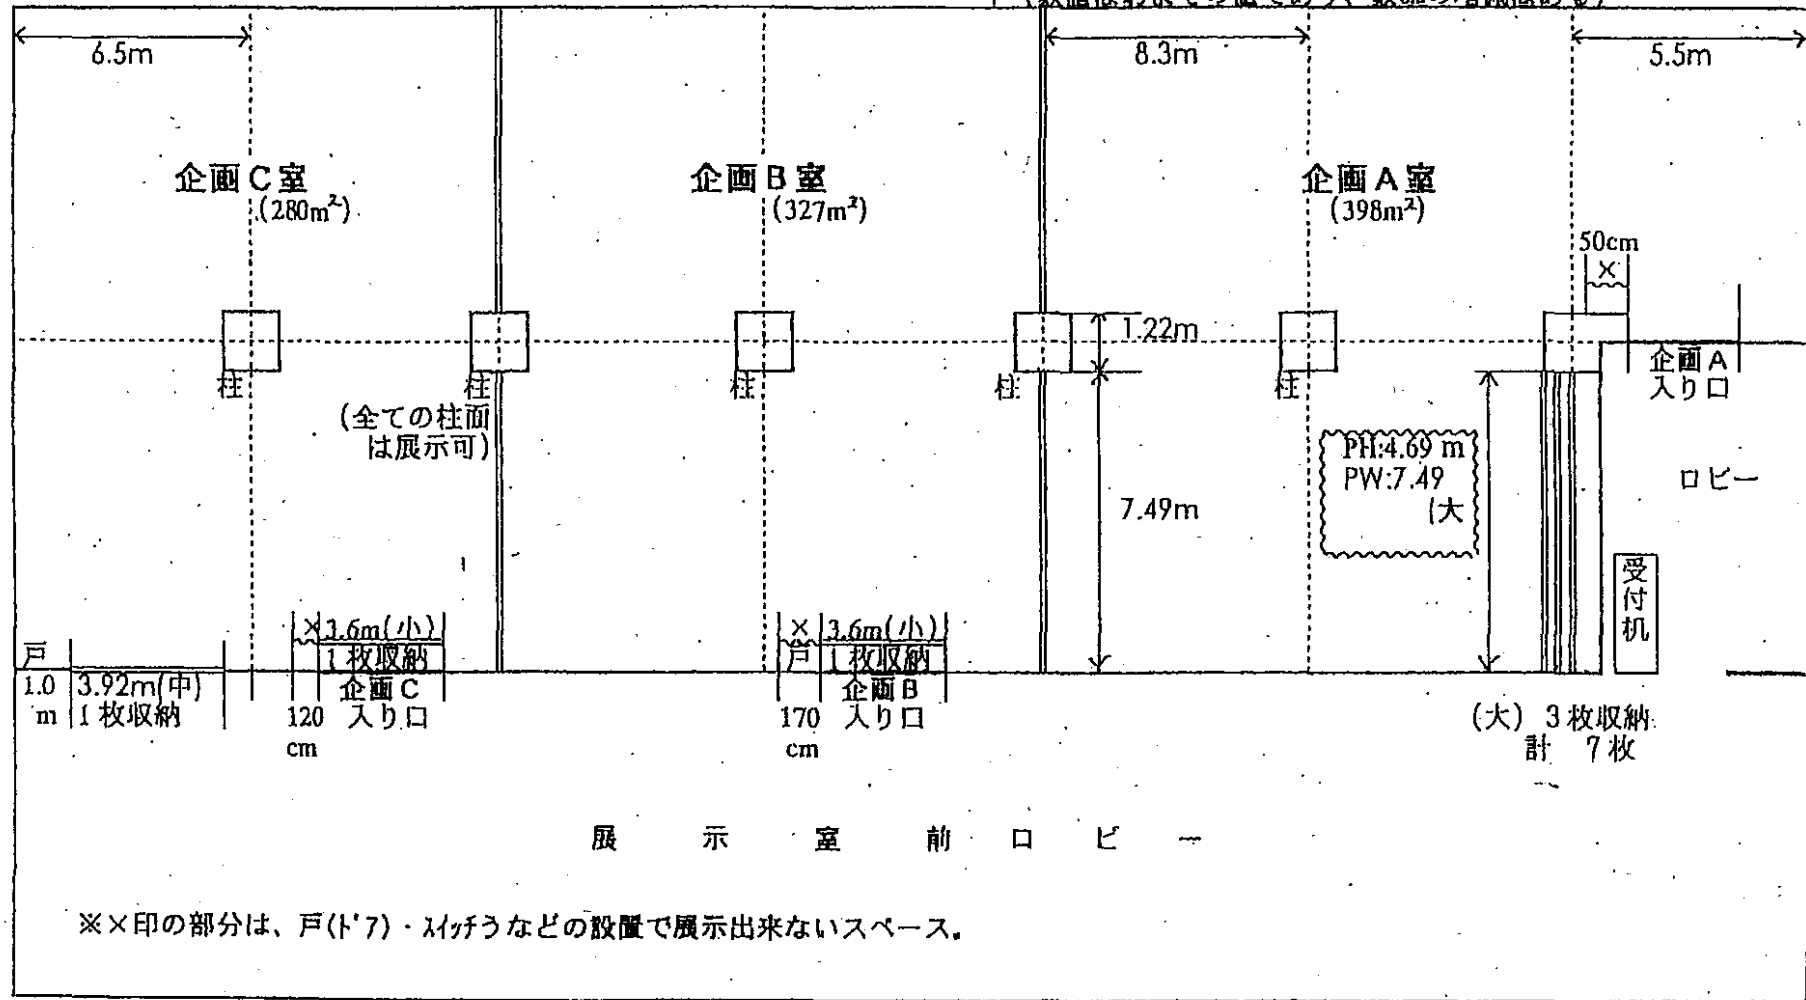 6.5m
8.3m
5.5m
企画C室
(280m²)
企画B室
(327m²)
企画A室
(398m²)
50cm
×
1.22m
企画A
入り口
柱
柱
柱
柱
柱
(全ての柱面
は展示可)
PH:4.69 m
PW:7.49
(大
7.49m
ロビー
受付机
× 3.6m(小)
1枚収納
企画C
入り口
120
cm
× 3.6m(小)
戸 1枚収納
企画B
入り口
170
cm
戸
1.0
m
3.92m(中)
1枚収納
(大) 3枚収納
計 7枚
展示室前ロビー
※×印の部分は、戸(ドア)・スイッチうなどの設置で展示出来ないスペース。